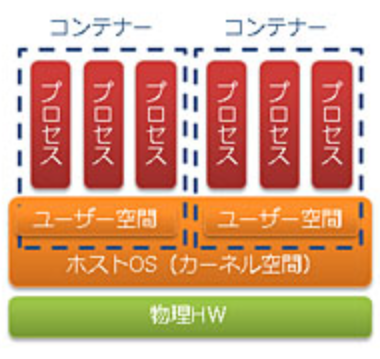 コンテナー コンテナー
プロセス プロセス プロセス プロセス プロセス プロセス
ユーザー空間 ユーザー空間
ホストOS（カーネル空間）
物理HW